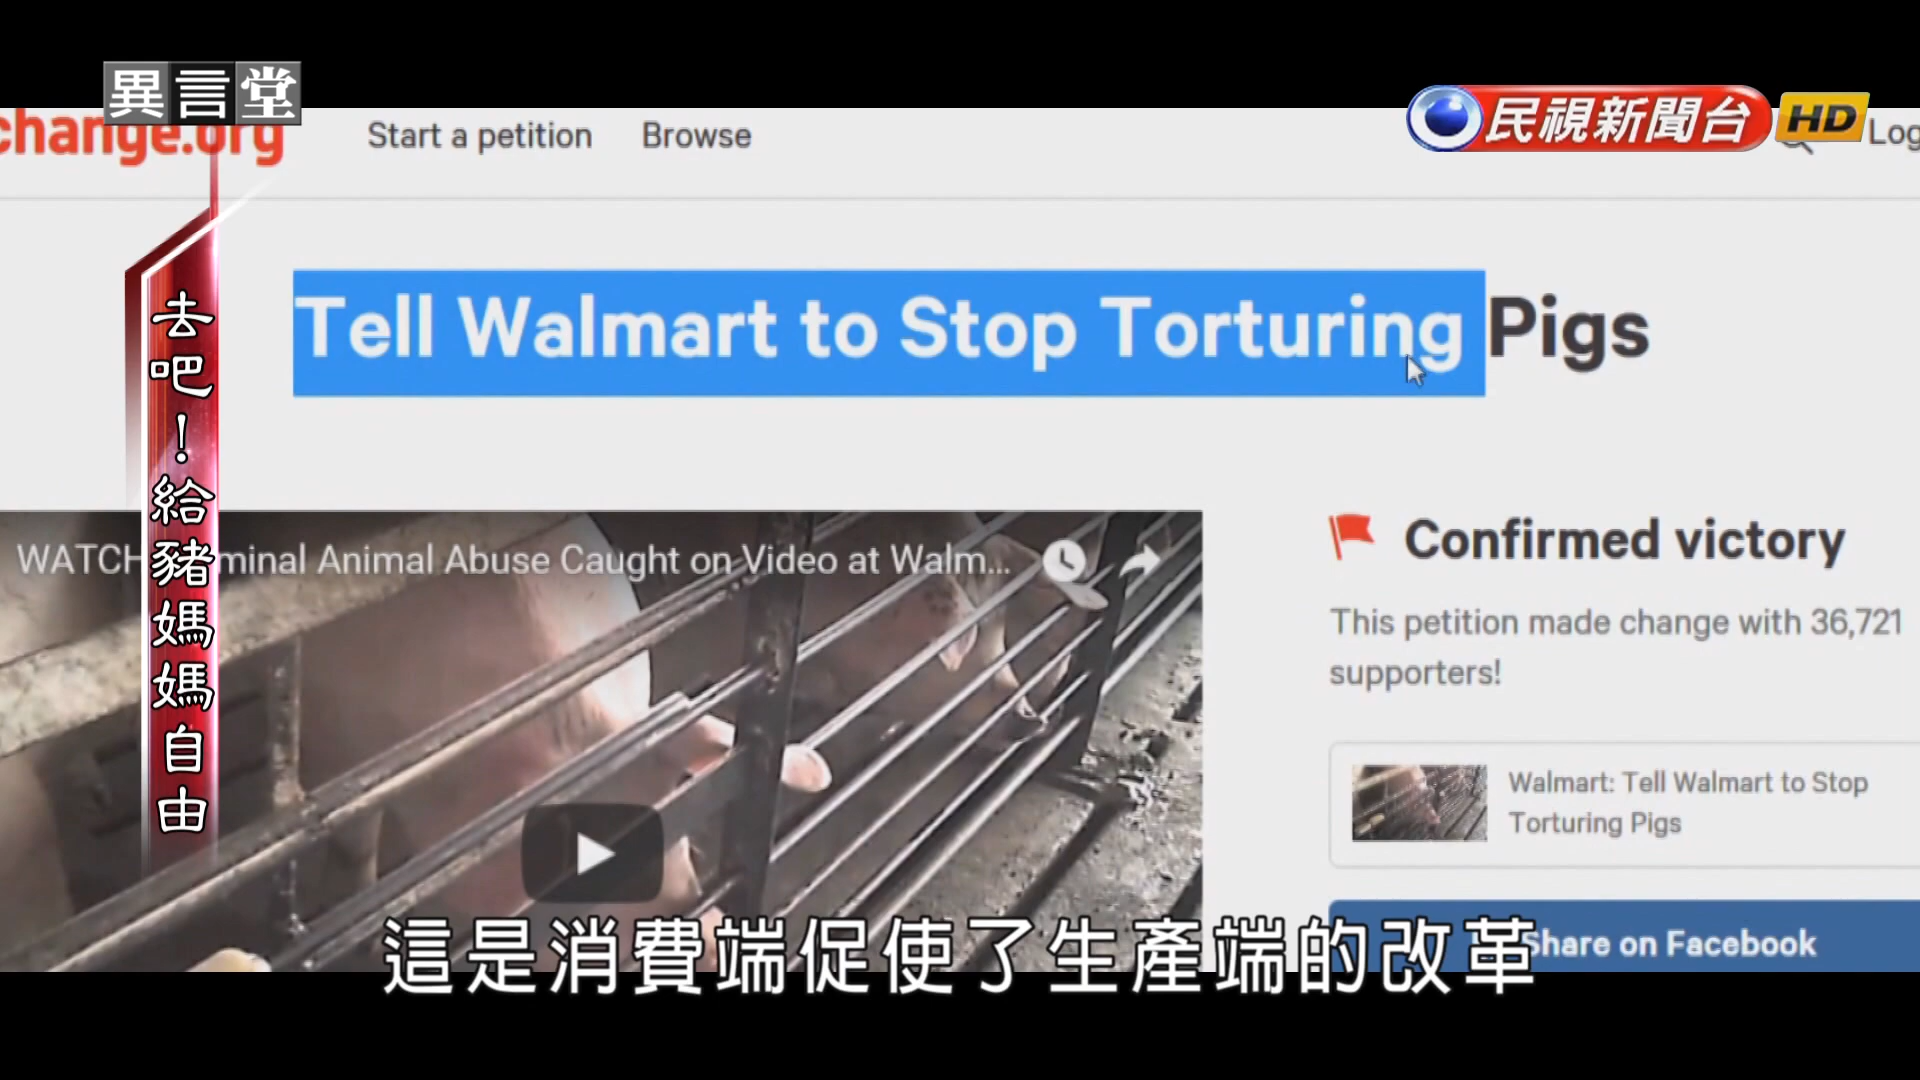 異言堂
民視新聞台 HD
change.org
Start a petition
Browse
Log
去吧！給豬媽媽自由
Tell Walmart to Stop Torturing Pigs
WATCH minal Animal Abuse Caught on Video at Walm...
Confirmed victory
This petition made change with 36,721
supporters!
Walmart: Tell Walmart to Stop
Torturing Pigs
Share on Facebook
這是消費端促使了生產端的改革